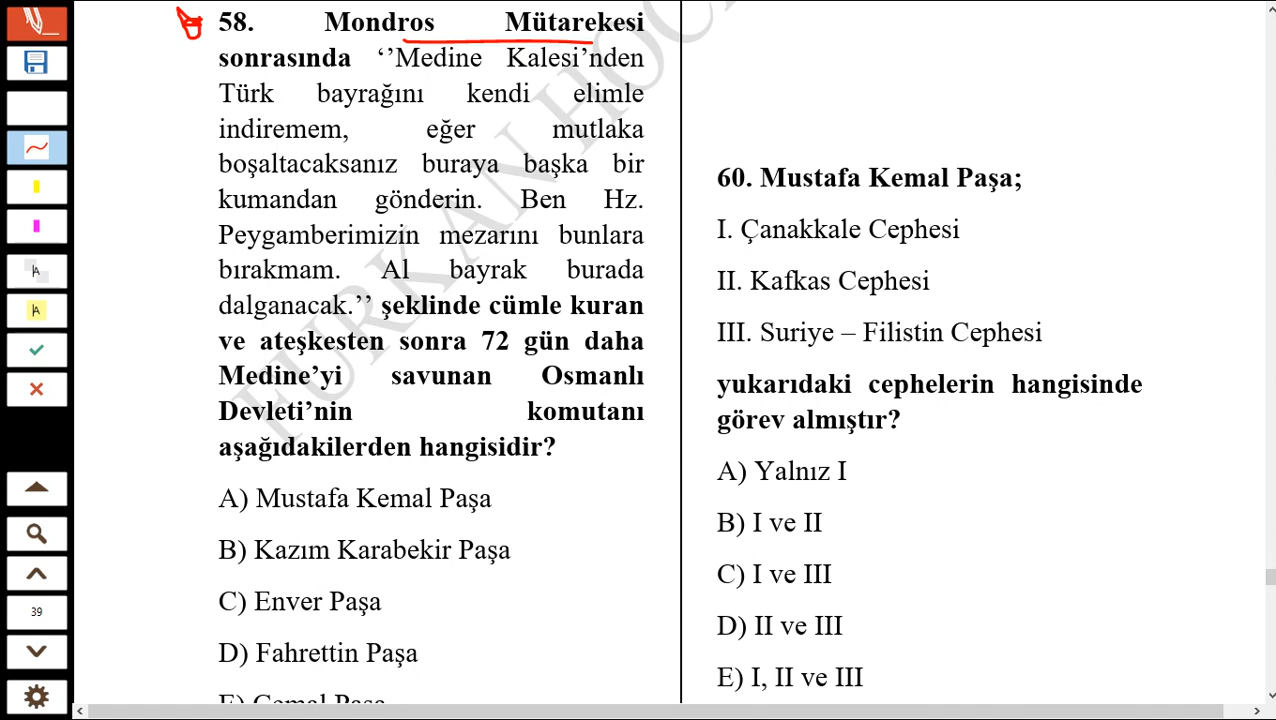 58. Mondros Mütarekesi
sonrasında ‘’Medine Kalesi’nden
Türk bayrağını kendi elimle
indiremem, eğer mutlaka
boşaltacaksanız buraya başka bir
kumandan gönderin. Ben Hz.
Peygamberimizin mezarını bunlara
bırakmam. Al bayrak burada
dalganacak.’’ şeklinde cümle kuran
ve ateşkesten sonra 72 gün daha
Medine’yi savunan Osmanlı
Devleti’nin komutanı
aşağıdakilerden hangisidir?
A) Mustafa Kemal Paşa
B) Kazım Karabekir Paşa
C) Enver Paşa
D) Fahrettin Paşa
60. Mustafa Kemal Paşa;
I. Çanakkale Cephesi
II. Kafkas Cephesi
III. Suriye – Filistin Cephesi
yukarıdaki cephelerin hangisinde
görev almıştır?
A) Yalnız I
B) I ve II
C) I ve III
D) II ve III
E) I, II ve III
FURKAN HOCA
A
A
39